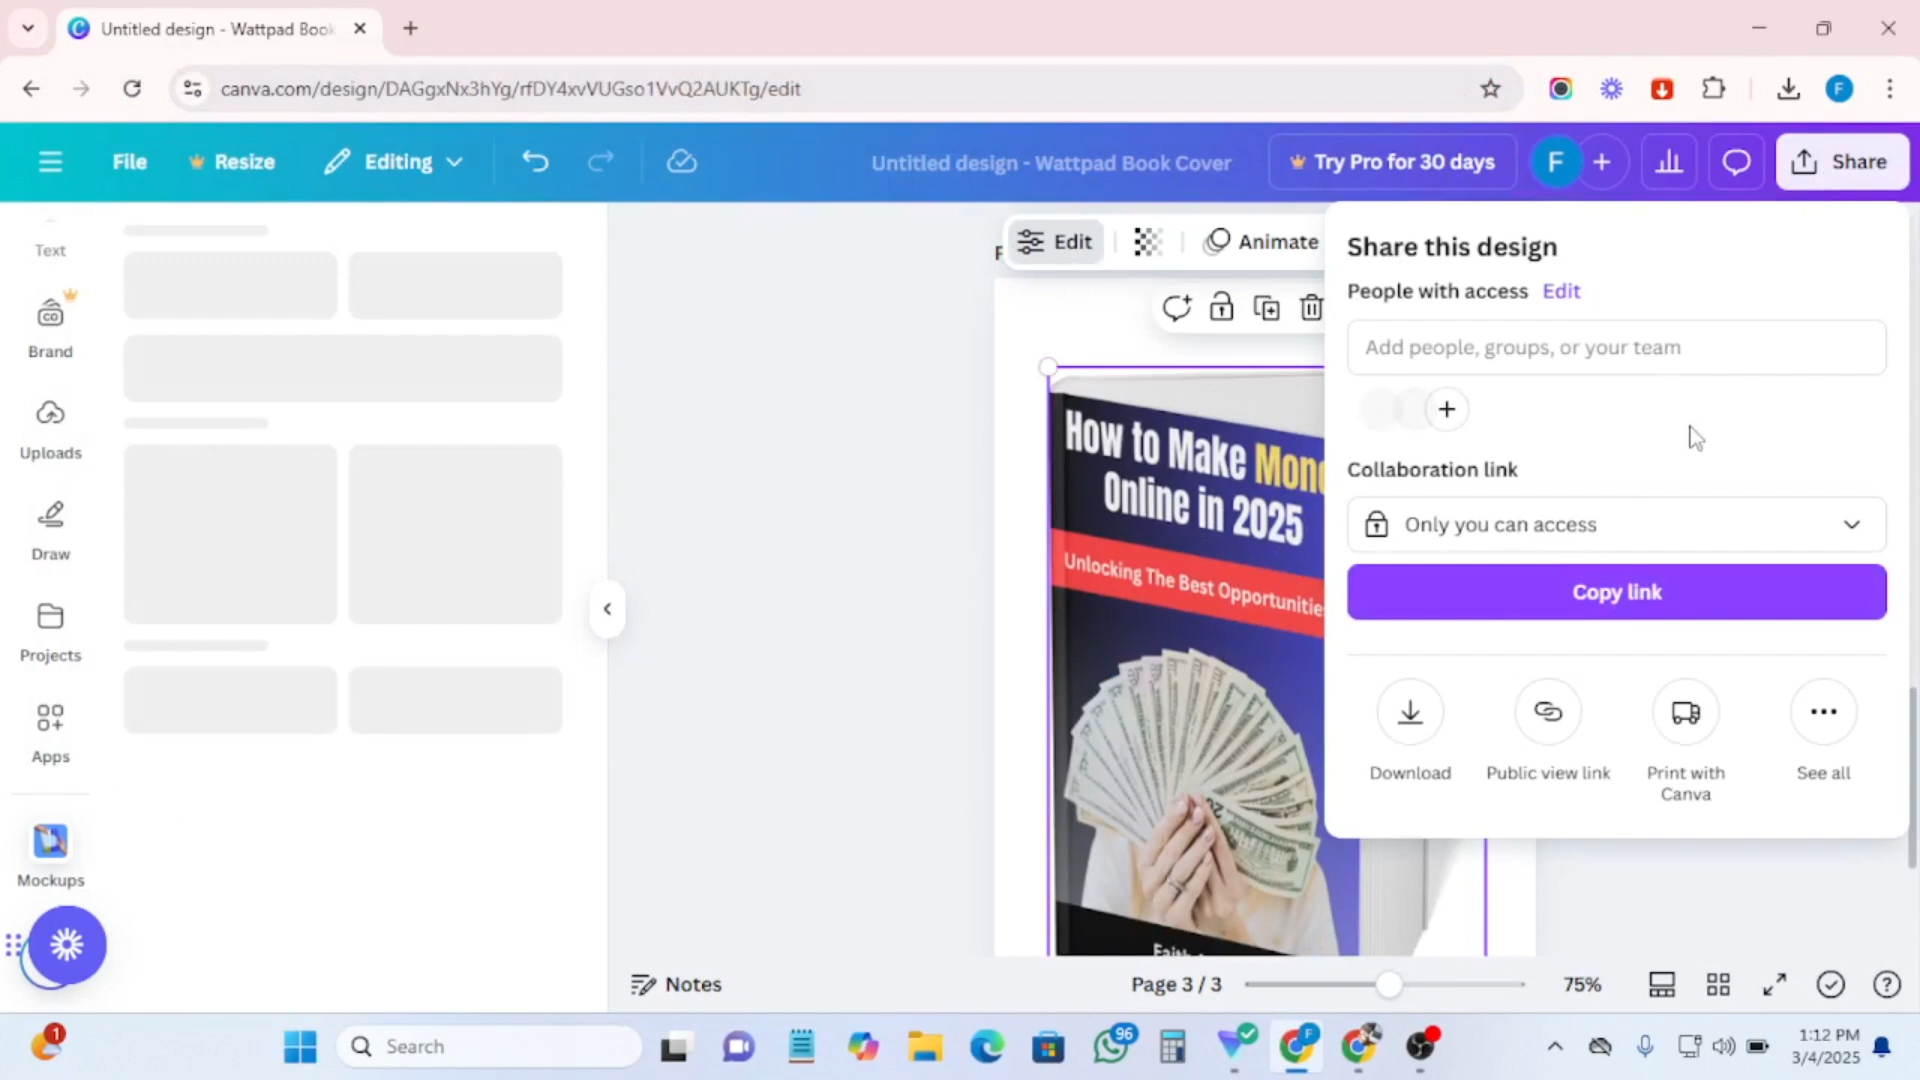 Untitled design - Wattpad Book
canva.com/design/DAGgxNx3hYg/rfDY4xvVUGso1VvQ2AUKTg/edit
F
File
Resize
Editing
Untitled design - Wattpad Book Cover
Try Pro for 30 days
F
Share
Text
Brand
Uploads
Draw
Projects
Apps
Mockups
Edit
Animate
How to Make Mone
Online in 2025
Unlocking The Best Opportunities
Share this design
People with access Edit
Add people, groups, or your team
Collaboration link
Only you can access
Copy link
Download
Public view link
Print with
Canva
See all
Notes
Page 3 / 3
75%
1
Search
96
F
1:12 PM
3/4/2025